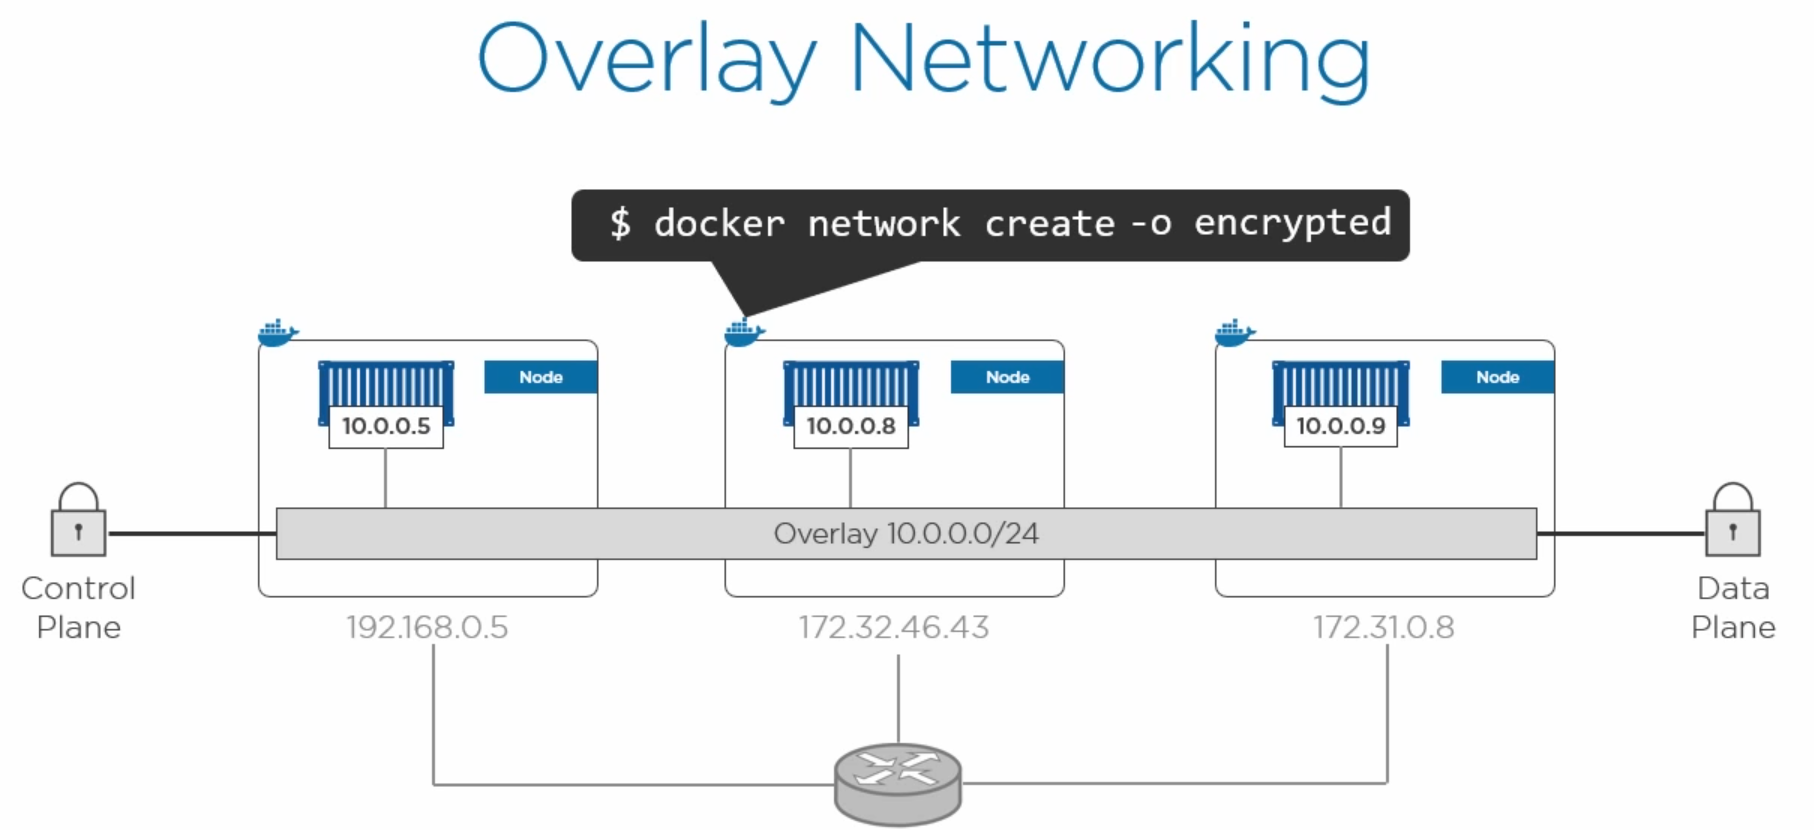 Overlay Networking
$ docker network create -o encrypted
Node
Node
Node
10.0.0.5
10.0.0.8
10.0.0.9
Overlay 10.0.0.0/24
Control
Plane
Data
Plane
192.168.0.5
172.32.46.43
172.31.0.8